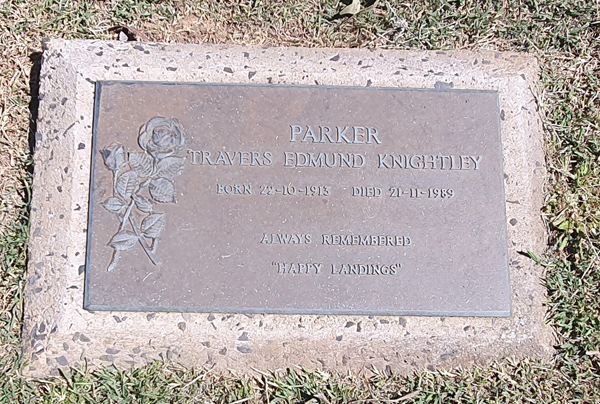 PARKER
TRAVERS EDMUND KNIGHTLEY
BORN 22-10-1913 DIED 21-11-1989
ALWAYS REMEMBERED
"HAPPY LANDINGS"